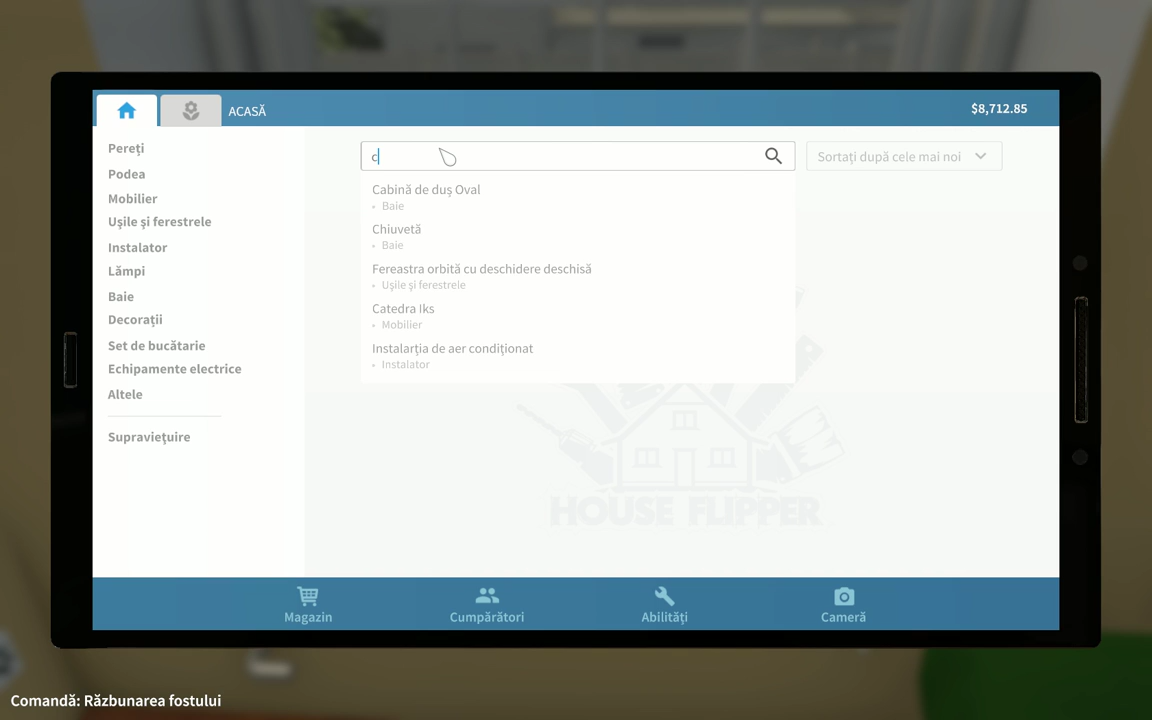 ACASĂ
$8,712.85
Pereți
Podea
Mobilier
Ușile și ferestrele
Instalator
Lămpi
Baie
Decorații
Set de bucătarie
Echipamente electrice
Altele
Supraviețuire
c
Sortați după cele mai noi
Cabină de duș Oval
• Baie
Chiuvetă
• Baie
Fereastra orbită cu deschidere deschisă
• Ușile și ferestrele
Catedra Iks
• Mobilier
Instalarția de aer condiționat
• Instalator
HOUSE FLIPPER
Magazin
Cumpărători
Abilități
Cameră
Comandă: Răzbunarea fostului